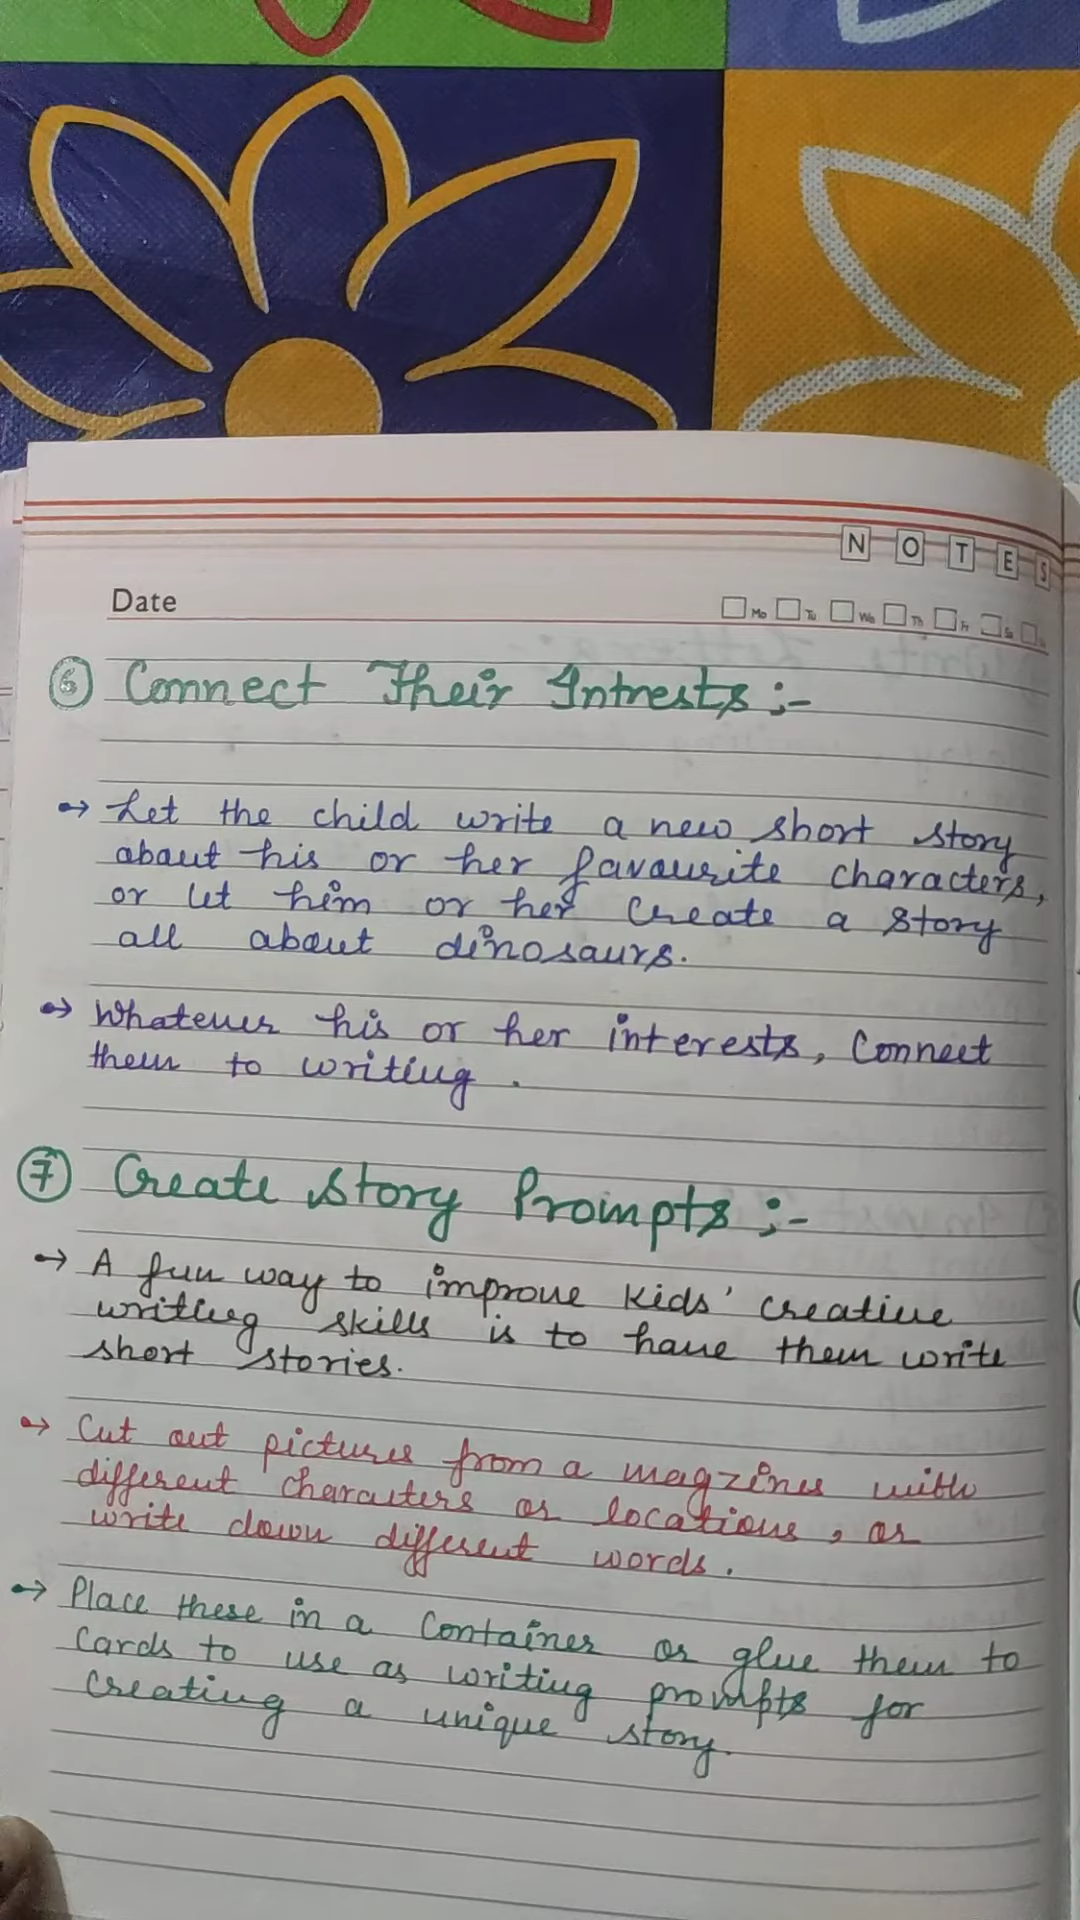 N O T E S
Date Mo Tu We Th Fr Sa
6 Connect Their Intrests :-
→ Let the child write a new short story
about his or her favourite characters,
or let him or her create a story
all about dinosaurs.
→ Whatever his or her interests, Connect
them to writing .
7 Create Story Prompts :-
→ A fun way to improve kids' creative
writing skills is to have them write
short stories.
→ Cut out pictures from a magzines with
different characters or locations, or
write down different words.
→ Place these in a Container or glue them to
Cards to use as writing prompts for
creating a unique story.